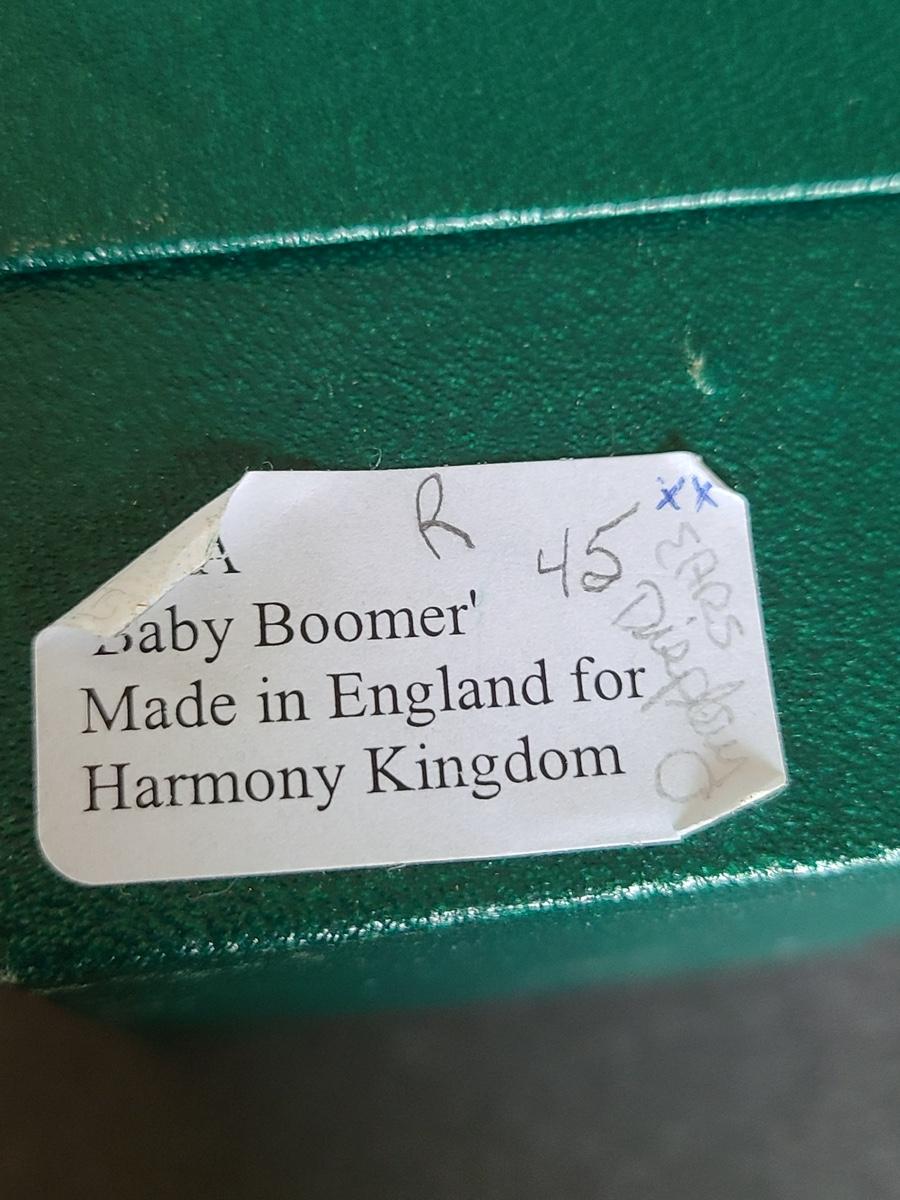 R
45
xx
A
Baby Boomer'
Made in England for
Harmony Kingdom
EARS
Display